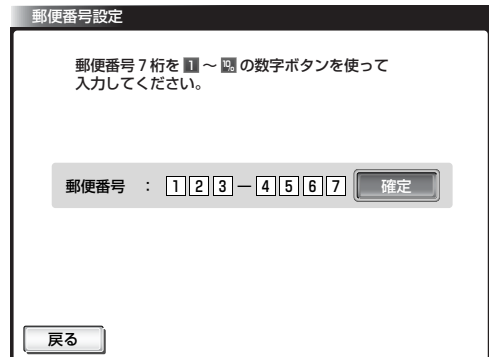 郵便番号設定
郵便番号7桁を 1 ～ 10 の数字ボタンを使って
入力してください。
郵便番号 : 1 2 3 ー 4 5 6 7 確定
戻る